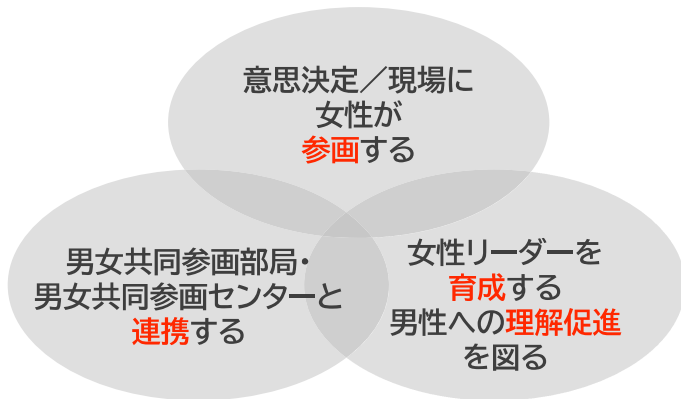 意思決定／現場に
女性が
参画する
男女共同参画部局・
男女共同参画センターと
連携する
女性リーダーを
育成する
男性への理解促進
を図る